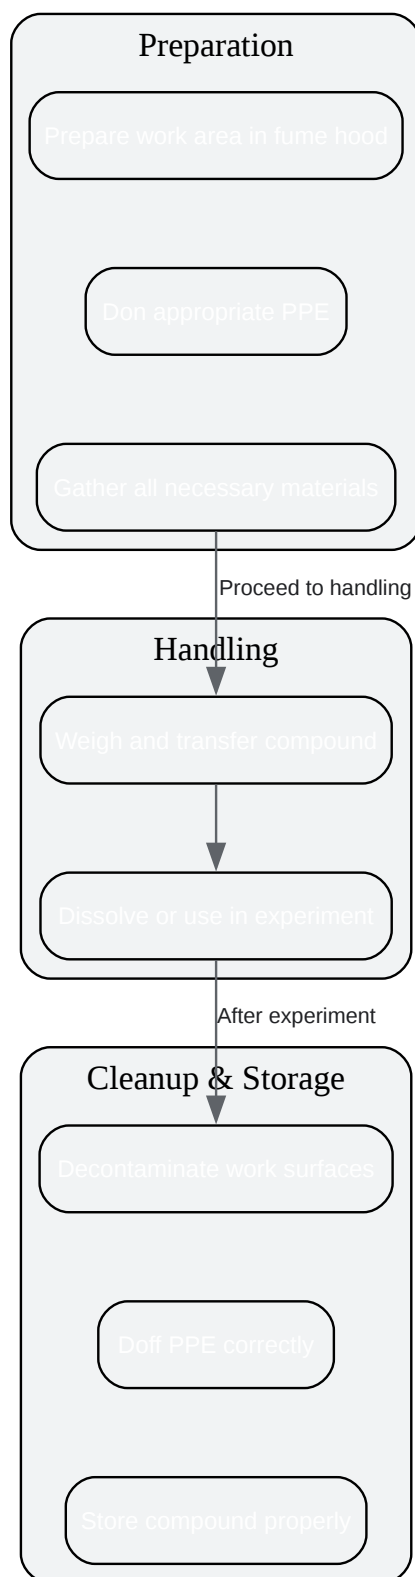 Preparation
Prepare work area in fume hood
Don appropriate PPE
Gather all necessary materials
Proceed to handling
Handling
Weigh and transfer compound
Dissolve or use in experiment
After experiment
Cleanup & Storage
Decontaminate work surfaces
Doff PPE correctly
Store compound properly